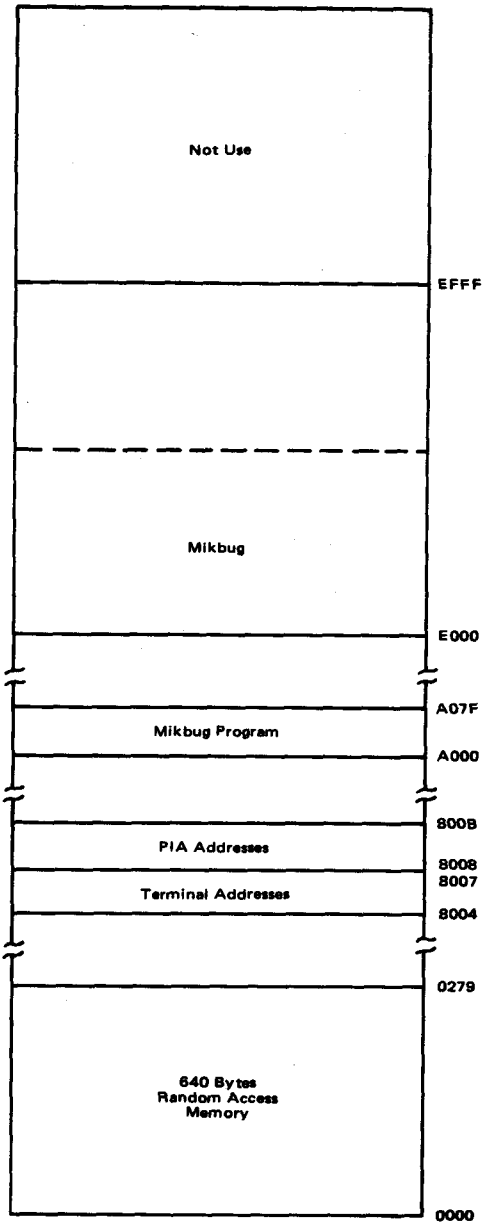 Not Use
EFFF
Mikbug
E000
A07F
Mikbug Program
A000
800B
PIA Addresses
8008
8007
Terminal Addresses
8004
0279
640 Bytes
Random Access
Memory
0000